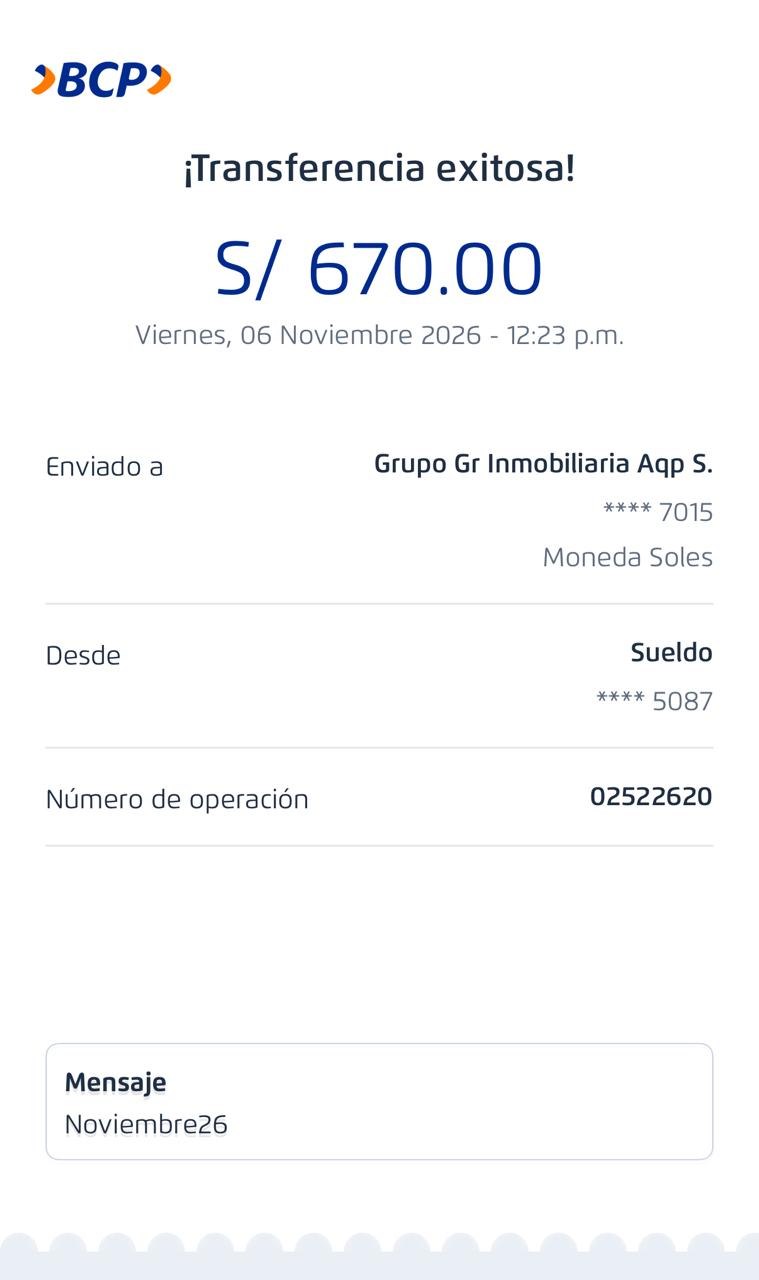 BCP
¡Transferencia exitosa!
S/ 670.00
Viernes, 06 Noviembre 2026 - 12:23 p.m.
Enviado a
Grupo Gr Inmobiliaria Aqp S.
**** 7015
Moneda Soles
Desde
Sueldo
**** 5087
Número de operación
02522620
Mensaje
Noviembre26